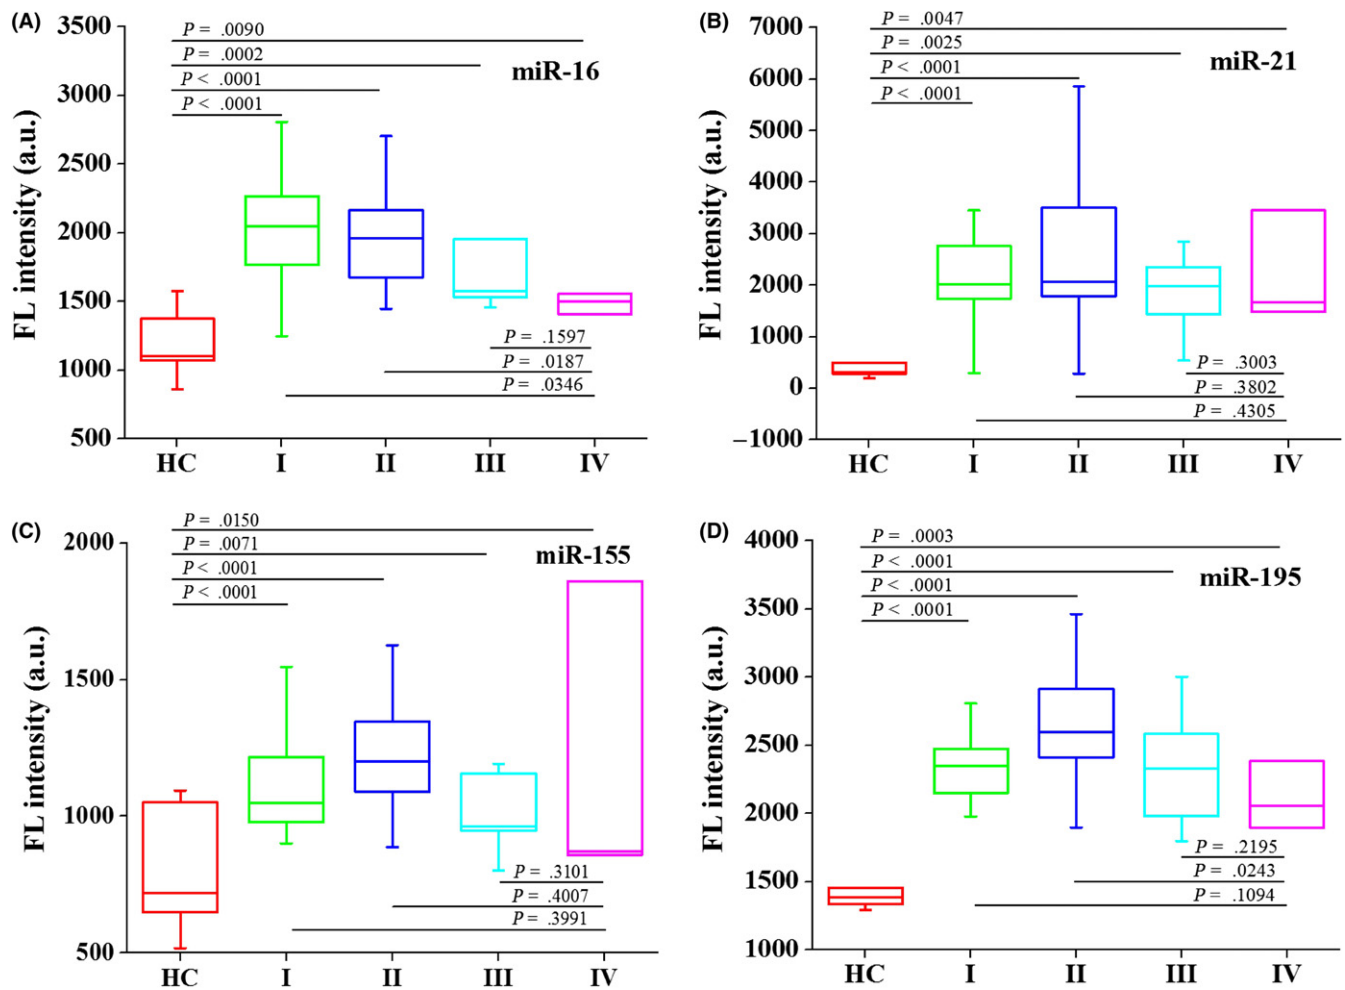 (A)
FL intensity (a.u.)
3500
3000
2500
2000
1500
1000
500
P = .0090
P = .0002
P < .0001
P < .0001
miR-16
P = .1597
P = .0187
P = .0346
HC I II III IV
(B)
FL intensity (a.u.)
7000
6000
5000
4000
3000
2000
1000
0
−1000
P = .0047
P = .0025
P < .0001
P < .0001
miR-21
P = .3003
P = .3802
P = .4305
HC I II III IV
(C)
FL intensity (a.u.)
2000
1500
1000
500
P = .0150
P = .0071
P < .0001
P < .0001
miR-155
P = .3101
P = .4007
P = .3991
HC I II III IV
(D)
FL intensity (a.u.)
4000
3500
3000
2500
2000
1500
1000
P = .0003
P < .0001
P < .0001
P < .0001
miR-195
P = .2195
P = .0243
P = .1094
HC I II III IV